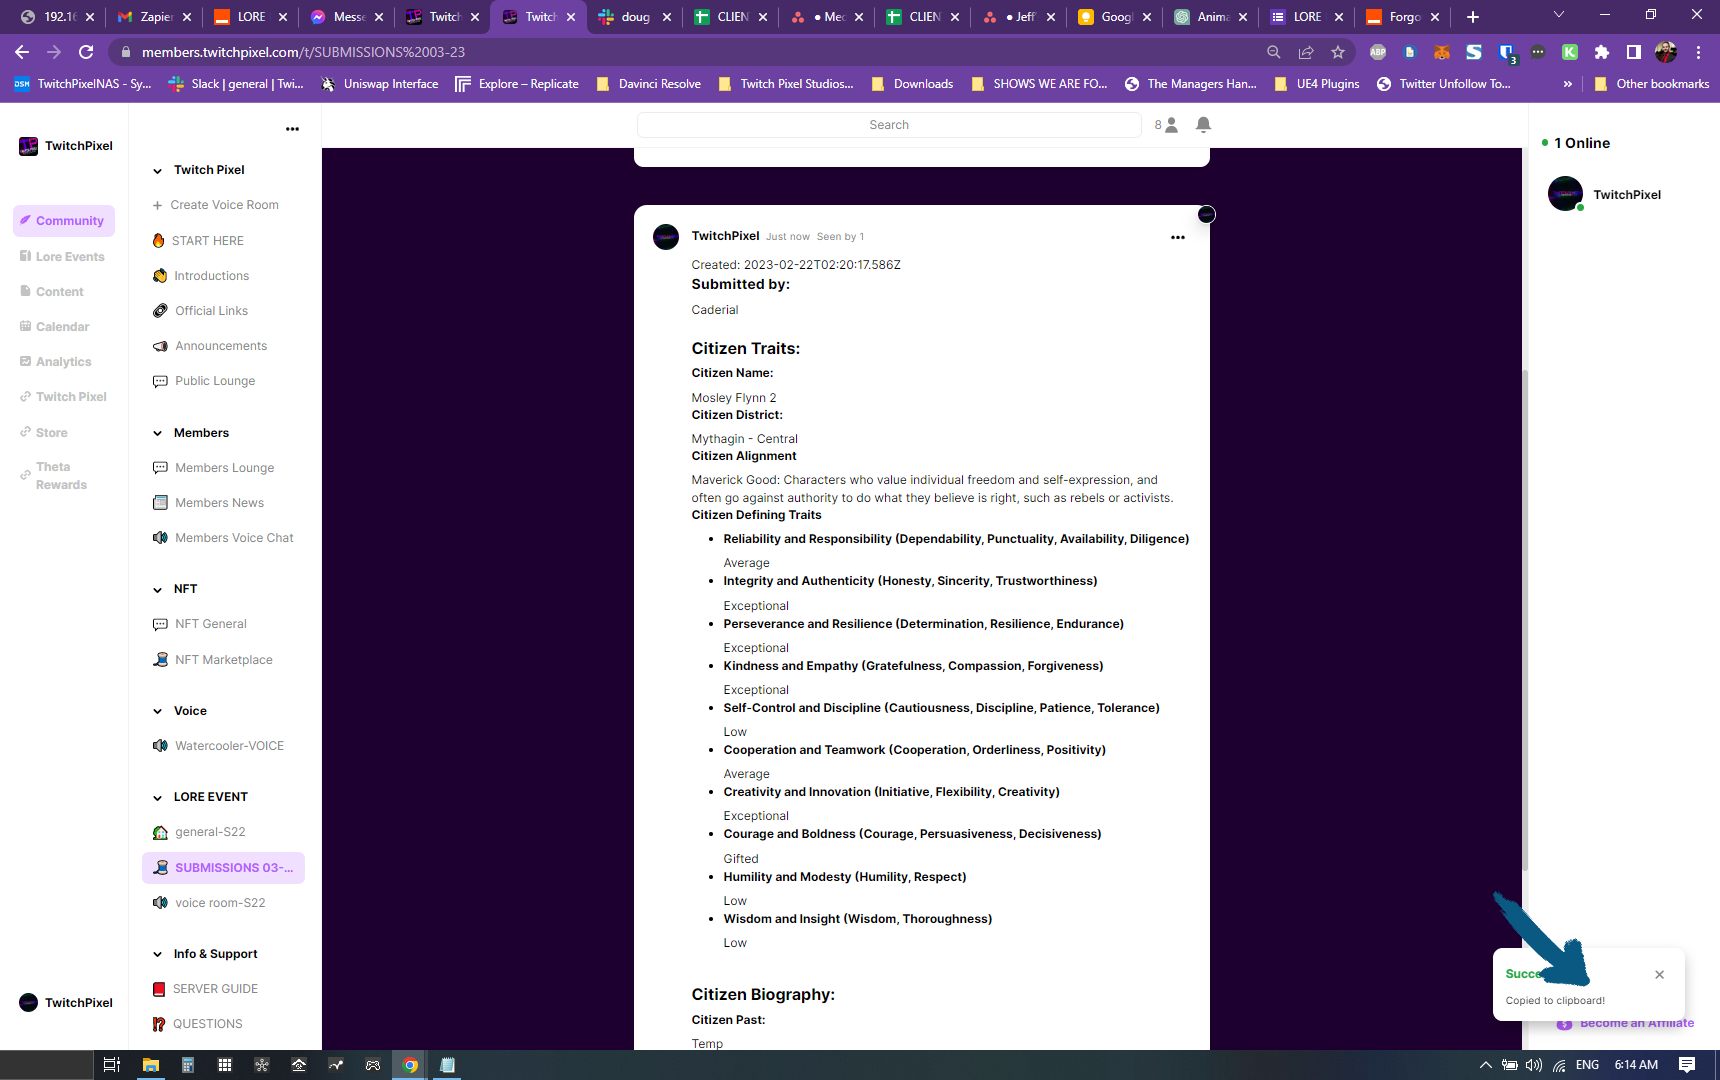 192.16
Zapier
LORE
Messe
Twitch
Twitch
doug
CLIEN
● Med
CLIEN
● Jeff
Goog
Anima
LORE
Forgo
members.twitchpixel.com/t/SUBMISSIONS%2003-23
ABP
3
DSM
TwitchPixelNAS - Sy...
Slack | general | Twi...
Uniswap Interface
Explore – Replicate
Davinci Resolve
Twitch Pixel Studios...
Downloads
SHOWS WE ARE FO...
The Managers Han...
UE4 Plugins
Twitter Unfollow To...
»
Other bookmarks
TwitchPixel
Community
Lore Events
Content
Calendar
Analytics
Twitch Pixel
Store
Theta
Rewards
TwitchPixel
Twitch Pixel
Create Voice Room
START HERE
Introductions
Official Links
Announcements
Public Lounge
Members
Members Lounge
Members News
Members Voice Chat
NFT
NFT General
NFT Marketplace
Voice
Watercooler-VOICE
LORE EVENT
general-S22
SUBMISSIONS 03-...
voice room-S22
Info & Support
SERVER GUIDE
QUESTIONS
Search
8
TwitchPixel Just now Seen by 1
Created: 2023-02-22T02:20:17.586Z
Submitted by:
Caderial
Citizen Traits:
Citizen Name:
Mosley Flynn 2
Citizen District:
Mythagin - Central
Citizen Alignment
Maverick Good: Characters who value individual freedom and self-expression, and
often go against authority to do what they believe is right, such as rebels or activists.
Citizen Defining Traits
• Reliability and Responsibility (Dependability, Punctuality, Availability, Diligence)
Average
• Integrity and Authenticity (Honesty, Sincerity, Trustworthiness)
Exceptional
• Perseverance and Resilience (Determination, Resilience, Endurance)
Exceptional
• Kindness and Empathy (Gratefulness, Compassion, Forgiveness)
Exceptional
• Self-Control and Discipline (Cautiousness, Discipline, Patience, Tolerance)
Low
• Cooperation and Teamwork (Cooperation, Orderliness, Positivity)
Average
• Creativity and Innovation (Initiative, Flexibility, Creativity)
Exceptional
• Courage and Boldness (Courage, Persuasiveness, Decisiveness)
Gifted
• Humility and Modesty (Humility, Respect)
Low
• Wisdom and Insight (Wisdom, Thoroughness)
Low
Citizen Biography:
Citizen Past:
Temp
1 Online
TwitchPixel
Succe
Copied to clipboard!
Become an Affiliate
ENG
6:14 AM